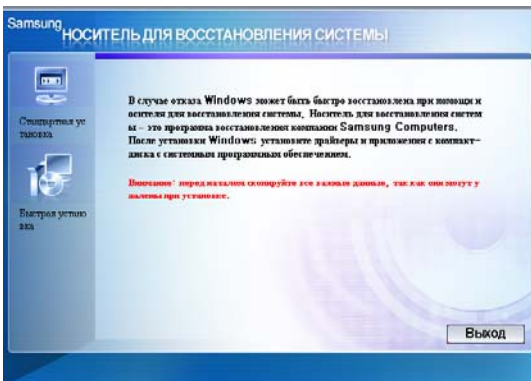 Samsung
НОСИТЕЛЬ ДЛЯ ВОССТАНОВЛЕНИЯ СИСТЕМЫ
Стандартная ус
тановка
Быстрая устано
вка
В случае отказа Windows может быть быстро восстановлена при помощи н
осителя для восстановления системы, Носитель для восстановления систем
ы - это программа восстановления компании Samsung Computers.
После установки Windows установите драйверы и приложения с компакт-
диска с системным программным обеспечением.
Внимание: перед началом скопируйте все важные данные, так как они могут у
далены при установке.
Выход